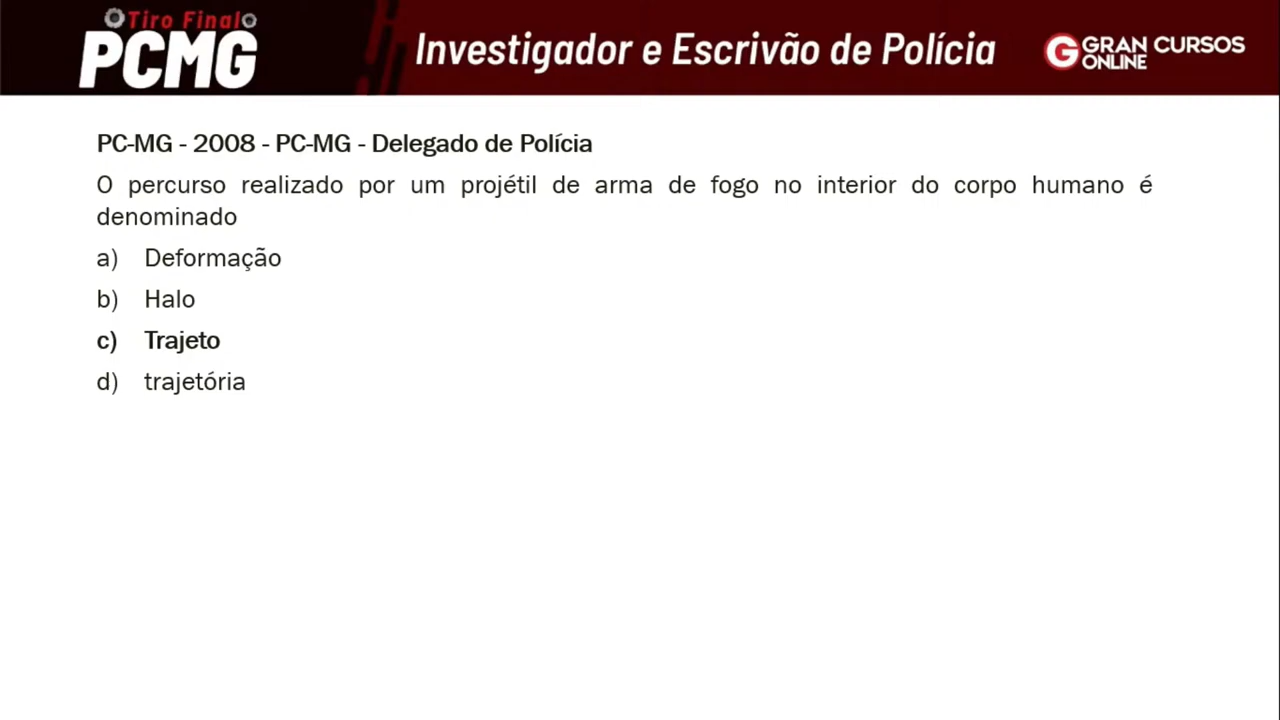 Tiro Final
PCMG
Investigador e Escrivão de Polícia
G GRAN CURSOS
ONLINE
PC-MG - 2008 - PC-MG - Delegado de Polícia
O percurso realizado por um projétil de arma de fogo no interior do corpo humano é
denominado
a) Deformação
b) Halo
c) Trajeto
d) trajetória